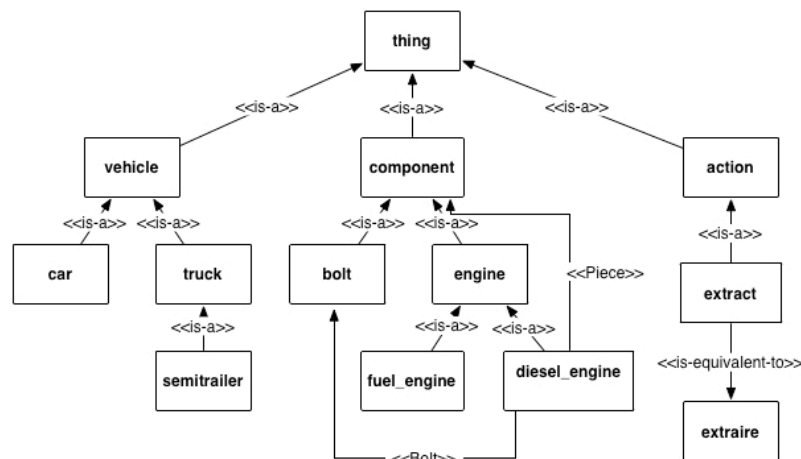 thing
<<is-a>> <<is-a>> <<is-a>>
vehicle component action
<<is-a>> <<is-a>> <<is-a>> <<is-a>> <<is-a>>
car truck bolt engine <<Piece>> extract
<<is-a>> <<is-a>> <<is-a>>
<<is-equivalent-to>>
semitrailer fuel_engine diesel_engine
extraire
<<Bolt>>